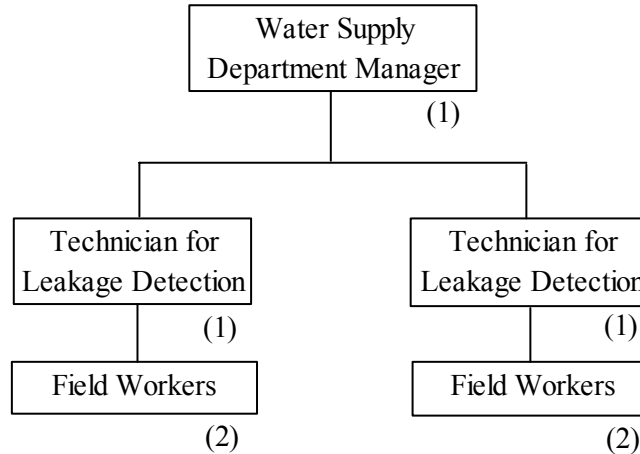 Water Supply
Department Manager
(1)
Technician for
Leakage Detection
(1)
Field Workers
(2)
Technician for
Leakage Detection
(1)
Field Workers
(2)